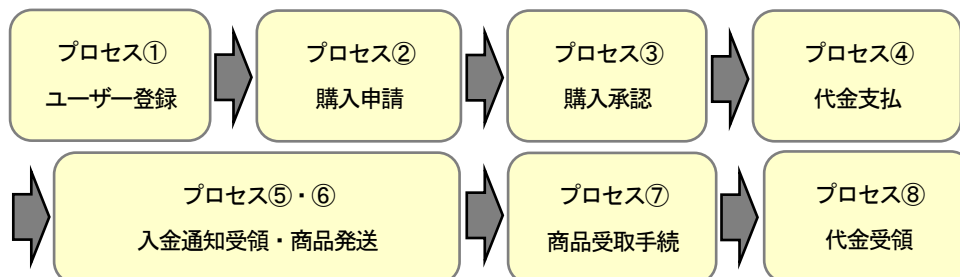 プロセス①
ユーザー登録
プロセス②
購入申請
プロセス③
購入承認
プロセス④
代金支払
プロセス⑤・⑥
入金通知受領・商品発送
プロセス⑦
商品受取手続
プロセス⑧
代金受領